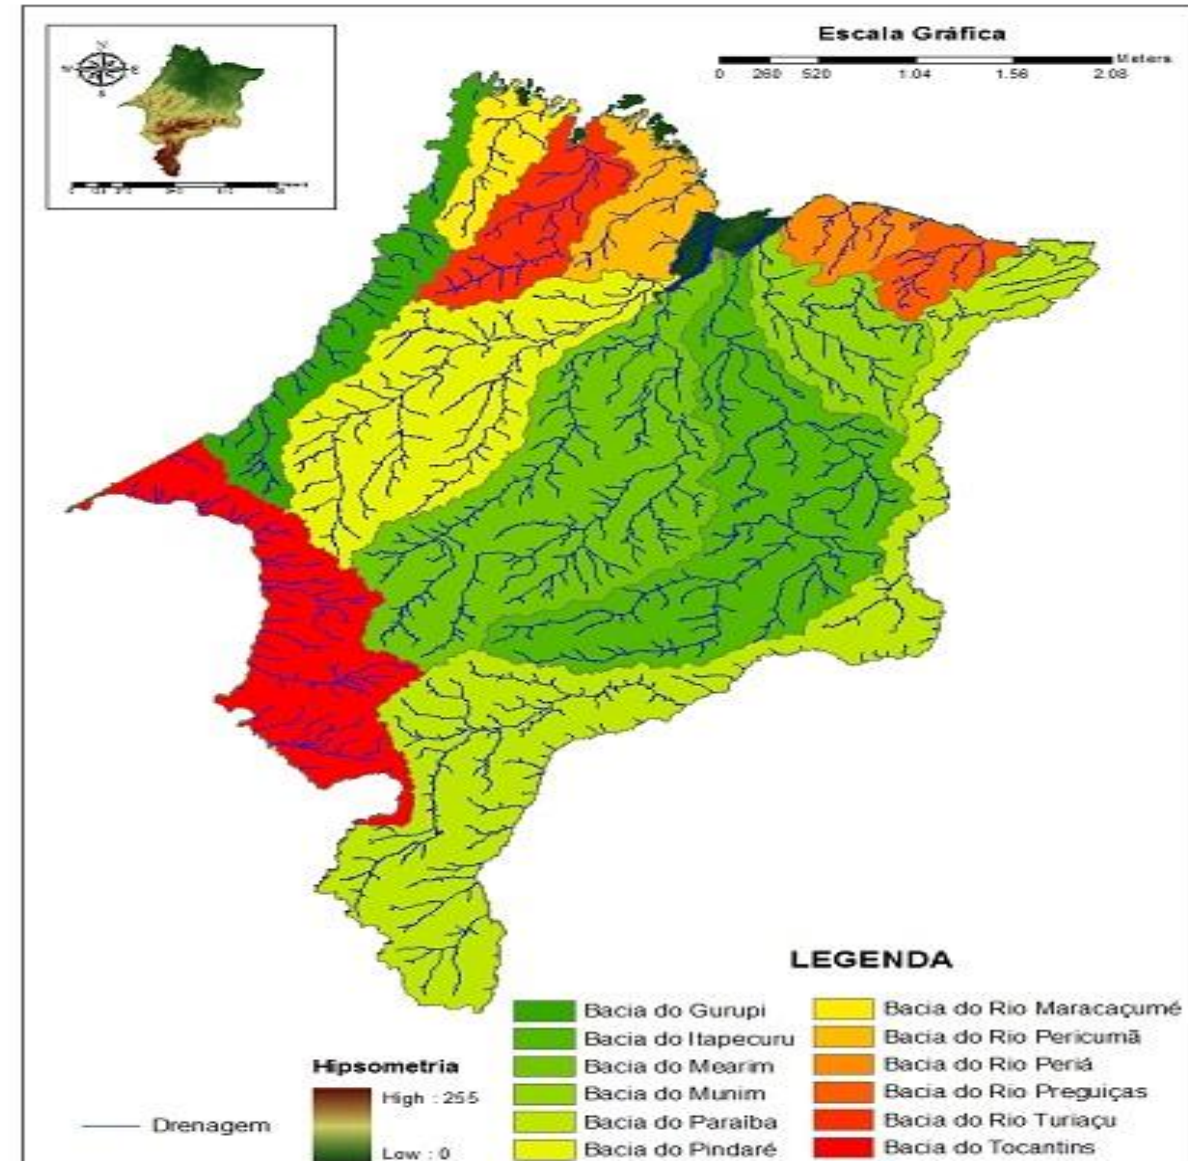 Escala Gráfica
0 260 520 1.04 1.56 2.08 Meters
LEGENDA
Bacia do Gurupi
Bacia do Itapecuru
Bacia do Mearim
Bacia do Munim
Bacia do Paraiba
Bacia do Pindaré
Bacia do Rio Maracaçumé
Bacia do Rio Pericumã
Bacia do Rio Periá
Bacia do Rio Preguiças
Bacia do Rio Turiaçu
Bacia do Tocantins
Hipsometria
High : 255
Low : 0
Drenagem